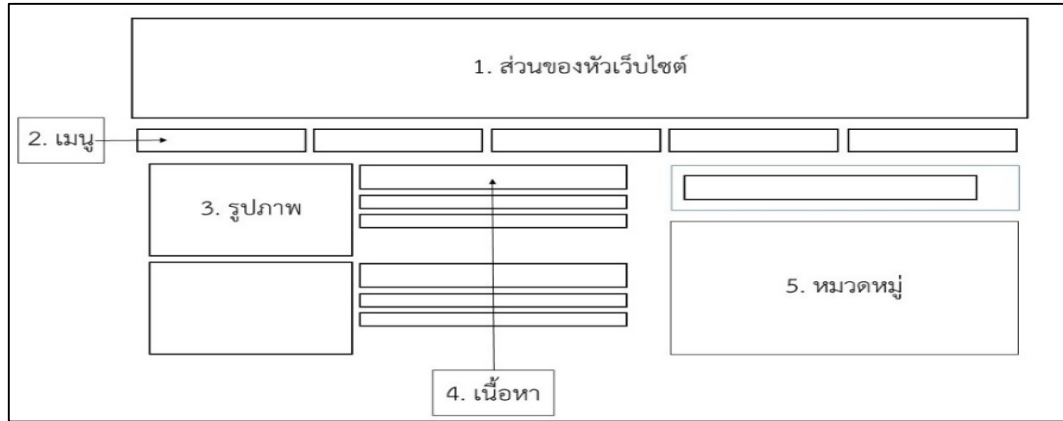 1. ส่วนของหัวเว็บไซต์
2. เมนู
3. รูปภาพ
5. หมวดหมู่
4. เนื้อหา